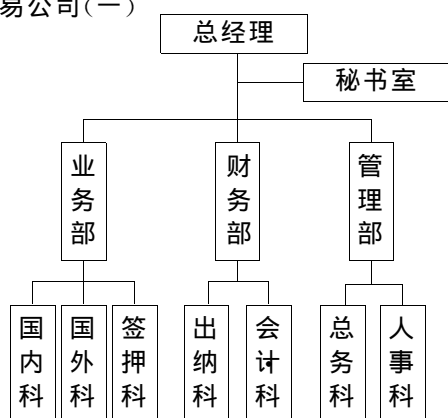 易公司(一)
总经理
秘书室
业务部
财务部
管理部
国内科
国外科
签押科
出纳科
会计科
总务科
人事科